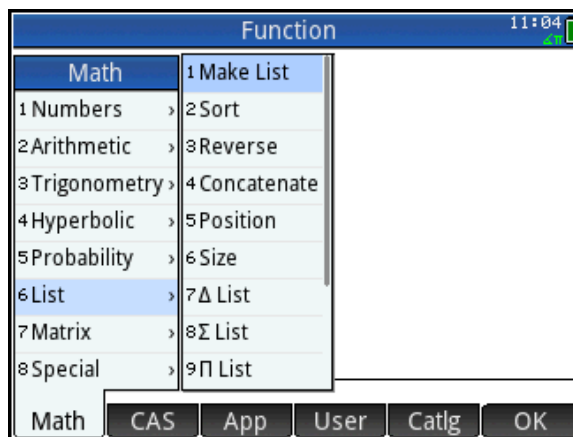 Function
11:04
∡π
Math
1 Numbers ›
2 Arithmetic ›
3 Trigonometry ›
4 Hyperbolic ›
5 Probability ›
6 List ›
7 Matrix ›
8 Special ›
1 Make List
2 Sort
3 Reverse
4 Concatenate
5 Position
6 Size
7 Δ List
8 Σ List
9 Π List
Math CAS App User Catlg OK